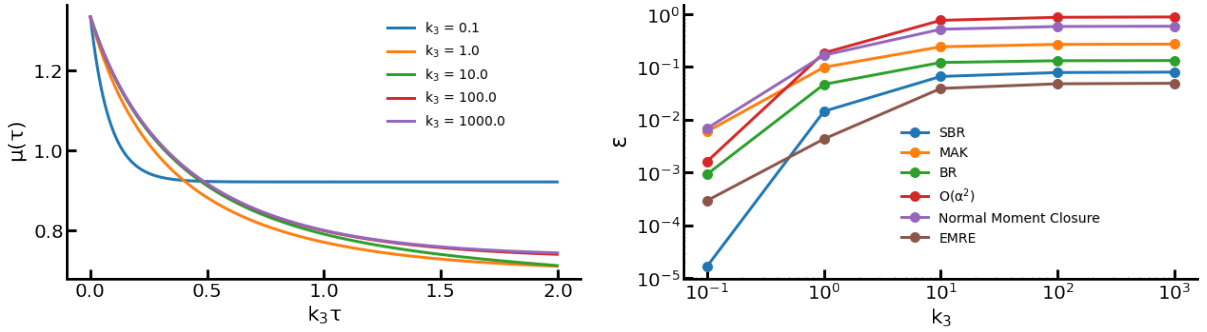 μ(τ)
1.2
1.0
0.8
0.0
0.5
1.0
1.5
2.0
k₃τ
k₃ = 0.1
k₃ = 1.0
k₃ = 10.0
k₃ = 100.0
k₃ = 1000.0
ε
10⁰
10⁻¹
10⁻²
10⁻³
10⁻⁴
10⁻⁵
10⁻¹
10⁰
10¹
10²
10³
k₃
SBR
MAK
BR
O(α²)
Normal Moment Closure
EMRE